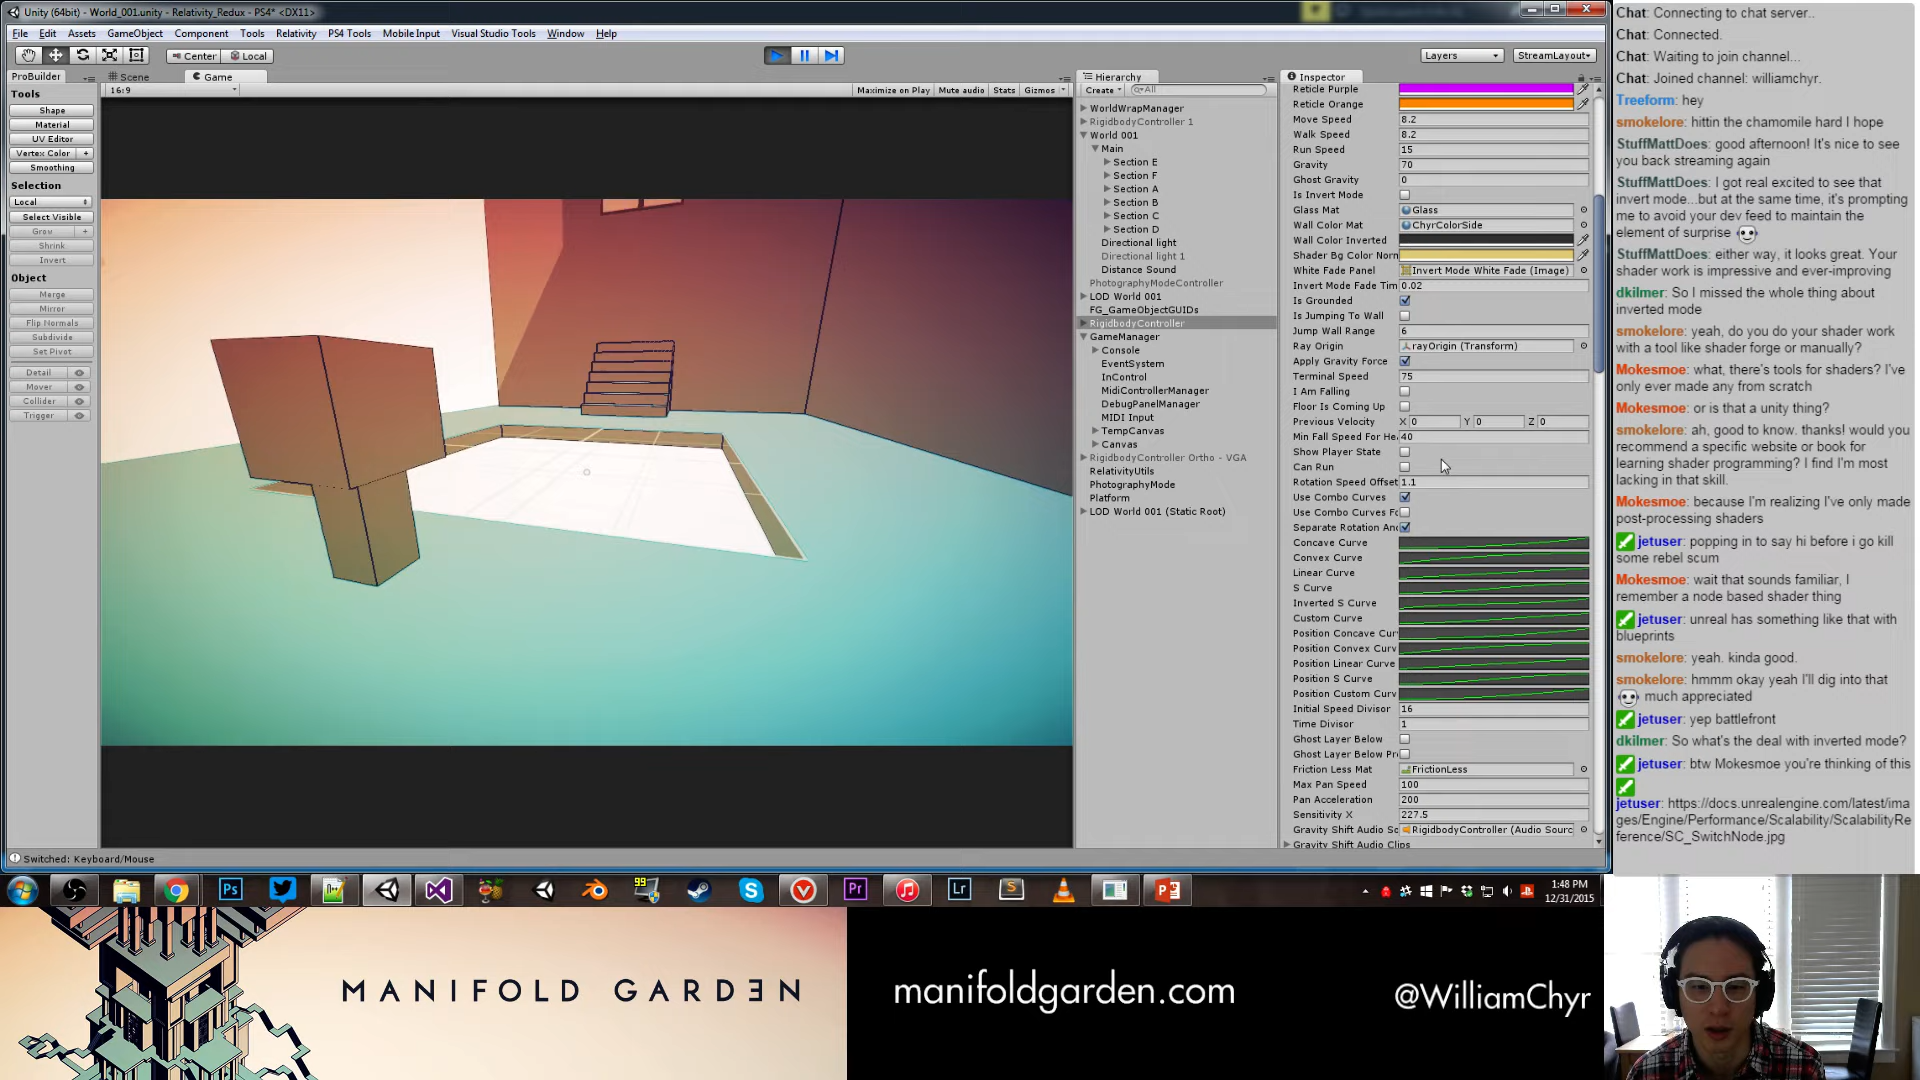 Unity (64bit) - World_001.unity - Relativity_Redux - PS4* <DX11>
File Edit Assets GameObject Component Tools Relativity PS4 Tools Mobile Input Visual Studio Tools Window Help
Center Local
Layers StreamLayout
ProBuilder
Scene Game
16:9
Maximize on Play Mute audio Stats Gizmos
Tools
Shape
Material
UV Editor
Vertex Color +
Smoothing
Selection
Local
Select Visible
Grow +
Shrink
Invert
Object
Merge
Mirror
Flip Normals
Subdivide
Set Pivot
Detail
Mover
Collider
Trigger
Hierarchy
Create All
WorldWrapManager
RigidbodyController 1
World 001
Main
Section E
Section F
Section A
Section B
Section C
Section D
Directional light
Directional light 1
Distance Sound
PhotographyModeController
LOD World 001
FG_GameObjectGUIDs
RigidbodyController
GameManager
Console
EventSystem
InControl
MidiControllerManager
DebugPanelManager
MIDI Input
TempCanvas
Canvas
RigidbodyController Ortho - VGA
RelativityUtils
PhotographyMode
Platform
LOD World 001 (Static Root)
Inspector
Reticle Purple
Reticle Orange
Move Speed 8.2
Walk Speed 8.2
Run Speed 15
Gravity 70
Ghost Gravity 0
Is Invert Mode
Glass Mat Glass
Wall Color Mat ChyrColorSide
Wall Color Inverted
Shader Bg Color Norn
White Fade Panel Invert Mode White Fade (Image)
Invert Mode Fade Tim 0.02
Is Grounded
Is Jumping To Wall
Jump Wall Range 6
Ray Origin rayOrigin (Transform)
Apply Gravity Force
Terminal Speed 75
I Am Falling
Floor Is Coming Up
Previous Velocity X 0 Y 0 Z 0
Min Fall Speed For He 40
Show Player State
Can Run
Rotation Speed Offset 1.1
Use Combo Curves
Use Combo Curves Fo
Separate Rotation And
Concave Curve
Convex Curve
Linear Curve
S Curve
Inverted S Curve
Custom Curve
Position Concave Curv
Position Convex Curv
Position Linear Curve
Position S Curve
Position Custom Curv
Initial Speed Divisor 16
Time Divisor 1
Ghost Layer Below
Ghost Layer Below Pr
Friction Less Mat FrictionLess
Max Pan Speed 100
Pan Acceleration 200
Sensitivity X 227.5
Gravity Shift Audio So RigidbodyController (Audio Sourc
Gravity Shift Audio Clips
Switched: Keyboard/Mouse
Chat: Connecting to chat server..
Chat: Connected.
Chat: Waiting to join channel...
Chat: Joined channel: williamchyr.
Treeform: hey
smokelore: hittin the chamomile hard I hope
StuffMattDoes: good afternoon! It's nice to see
you back streaming again
StuffMattDoes: I got real excited to see that
invert mode...but at the same time, it's prompting
me to avoid your dev feed to maintain the
element of surprise
StuffMattDoes: either way, it looks great. Your
shader work is impressive and ever-improving
dkilmer: So I missed the whole thing about
inverted mode
smokelore: yeah, do you do your shader work
with a tool like shader forge or manually?
Mokesmoe: what, there's tools for shaders? I've
only ever made any from scratch
Mokesmoe: or is that a unity thing?
smokelore: ah, good to know. thanks! would you
recommend a specific website or book for
learning shader programming? I find I'm most
lacking in that skill.
Mokesmoe: because I'm realizing I've only made
post-processing shaders
jetuser: popping in to say hi before i go kill
some rebel scum
Mokesmoe: wait that sounds familiar, I
remember a node based shader thing
jetuser: unreal has something like that with
blueprints
smokelore: yeah. kinda good.
smokelore: hmmm okay yeah I'll dig into that
much appreciated
jetuser: yep battlefront
dkilmer: So what's the deal with inverted mode?
jetuser: btw Mokesmoe you're thinking of this
jetuser: https://docs.unrealengine.com/latest/ima
ges/Engine/Performance/Scalability/ScalabilityRe
ference/SC_SwitchNode.jpg
Ps 99 Pr Lr S
1:48 PM
12/31/2015
MANIFOLD GARDƎN
manifoldgarden.com
@WilliamChyr